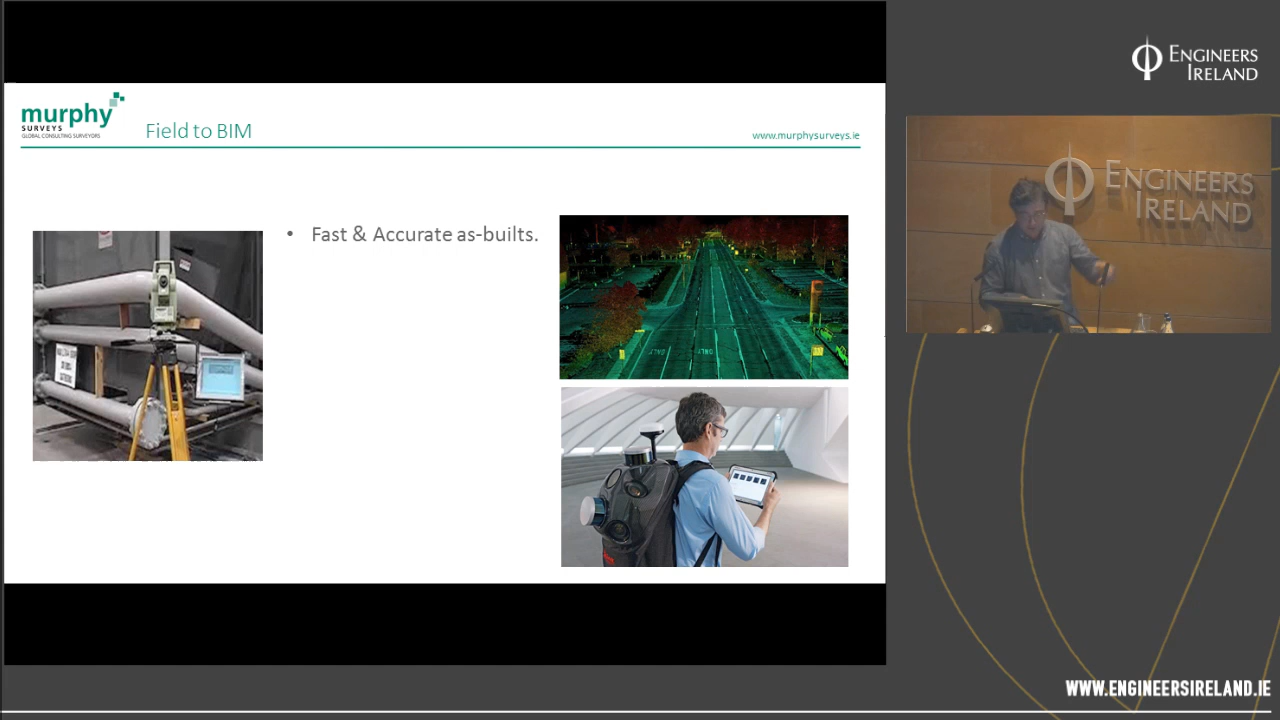 murphy
SURVEYS
GLOBAL CONSULTING SURVEYORS
Field to BIM
www.murphysurveys.ie
• Fast & Accurate as-builts.
ONLY
ENGINEERS
IRELAND
ENGINEERS
IRELAND
WWW.ENGINEERSIRELAND.IE